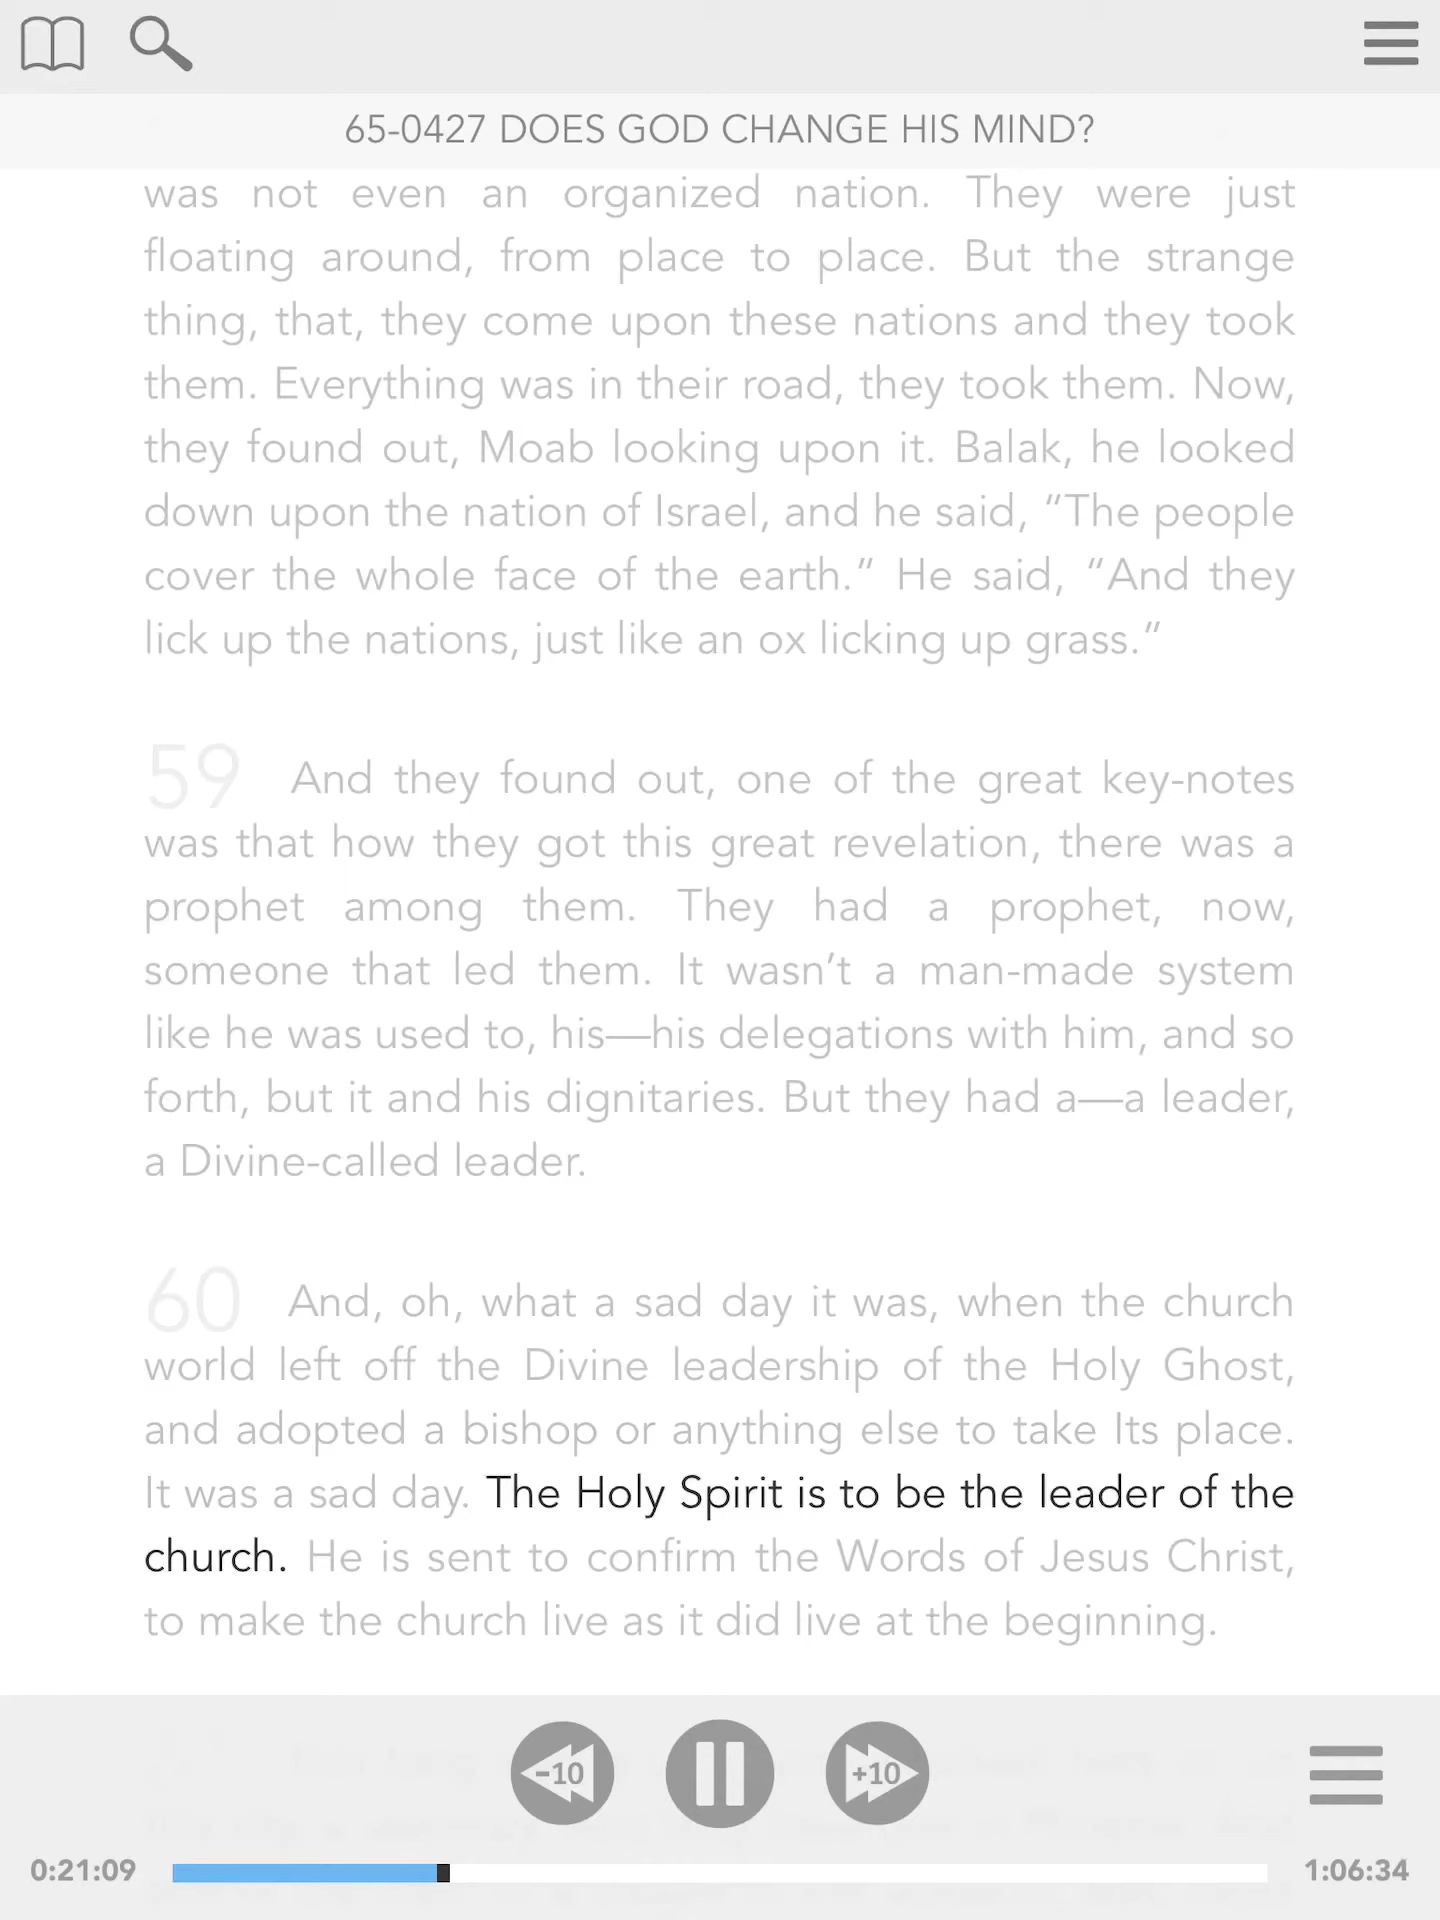 65-0427 DOES GOD CHANGE HIS MIND?
was not even an organized nation. They were just
floating around, from place to place. But the strange
thing, that, they come upon these nations and they took
them. Everything was in their road, they took them. Now,
they found out, Moab looking upon it. Balak, he looked
down upon the nation of Israel, and he said, “The people
cover the whole face of the earth.” He said, “And they
lick up the nations, just like an ox licking up grass.”
59 And they found out, one of the great key-notes
was that how they got this great revelation, there was a
prophet among them. They had a prophet, now,
someone that led them. It wasn’t a man-made system
like he was used to, his—his delegations with him, and so
forth, but it and his dignitaries. But they had a—a leader,
a Divine-called leader.
60 And, oh, what a sad day it was, when the church
world left off the Divine leadership of the Holy Ghost,
and adopted a bishop or anything else to take Its place.
It was a sad day. The Holy Spirit is to be the leader of the
church. He is sent to confirm the Words of Jesus Christ,
to make the church live as it did live at the beginning.
-10 +10
0:21:09 1:06:34